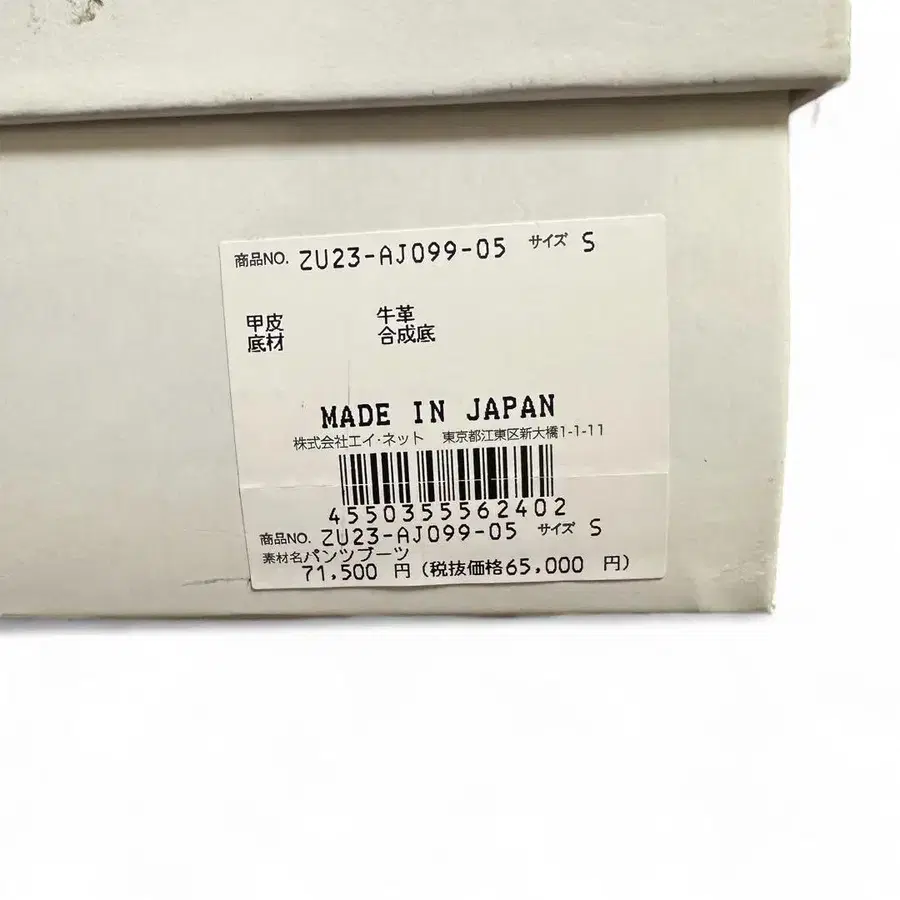 商品NO. ZU23-AJ099-05 サイズ S
甲皮 牛革
底材 合成底
MADE IN JAPAN
株式会社エイ・ネット 東京都江東区新大橋1-1-11
4550355562402
商品NO. ZU23-AJ099-05 サイズ S
素材名パンツブーツ
71,500 円 (税抜価格65,000 円)